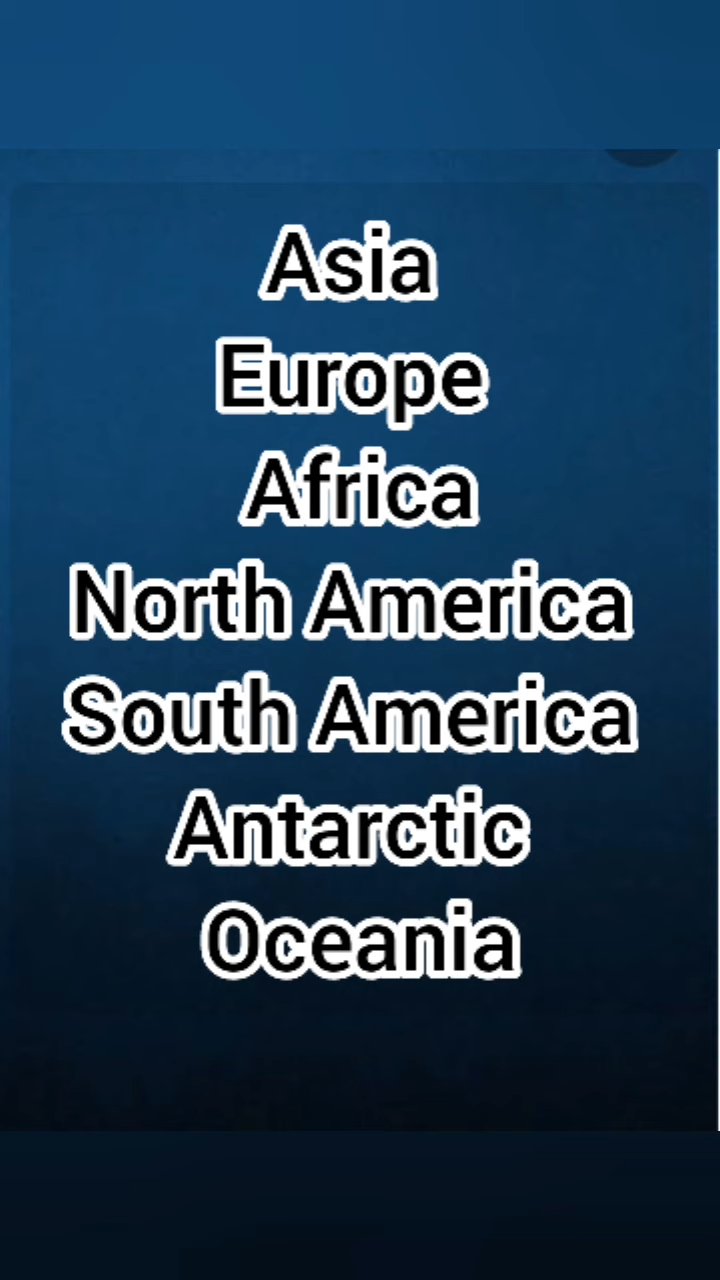 Asia
Europe
Africa
North America
South America
Antarctic
Oceania